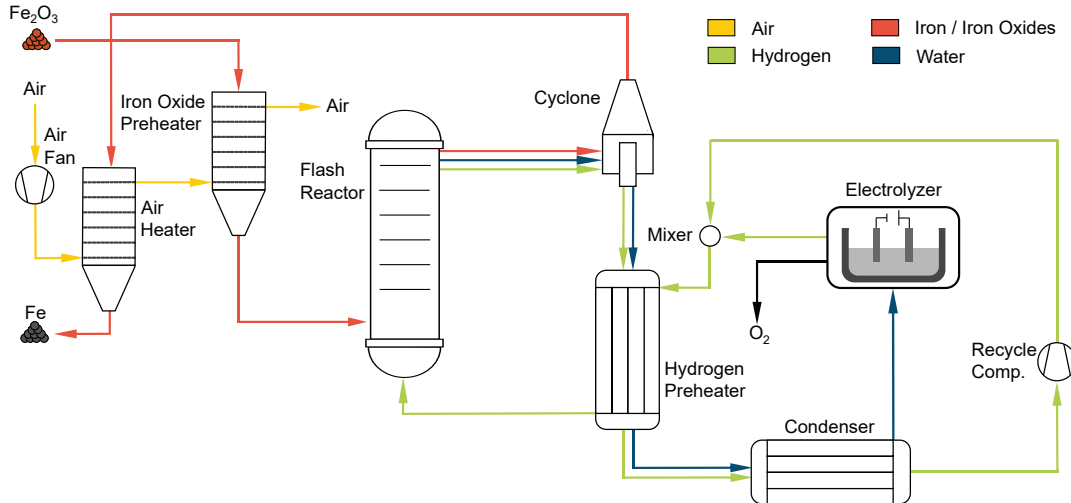 Fe₂O₃
Air
Iron / Iron Oxides
Hydrogen
Water
Air
Air
Fan
Iron Oxide
Preheater
Air
Cyclone
Flash
Reactor
Air
Heater
Electrolyzer
Mixer
Fe
O₂
Recycle
Comp.
Hydrogen
Preheater
Condenser